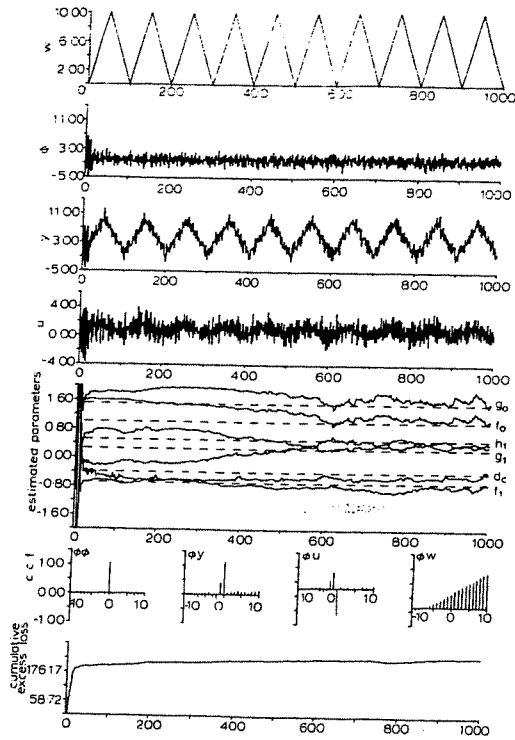 10 00
6 00
w
2 00
0 200 400 600 800 1000
11 00
3 00
ϕ
-5 00
0 200 400 600 800 1000
11 00
y
3 00
-5 00
0 200 400 600 800 1000
4 00
u
0 00
-4 00
0 200 400 600 800 1000
estimated parameters
1 60
0 80
0 00
-0 80
-1 60
g₀
f₀
h₁
g₁
d_c
f₁
0 200 400 600 800 1000
c c f
ϕϕ ϕy ϕu ϕw
1 00
0 00
-1 00
-10 0 10 -10 0 10 -10 0 10 -10 0 10
cumulative excess loss
176 17
58 72
0 200 400 600 800 1000